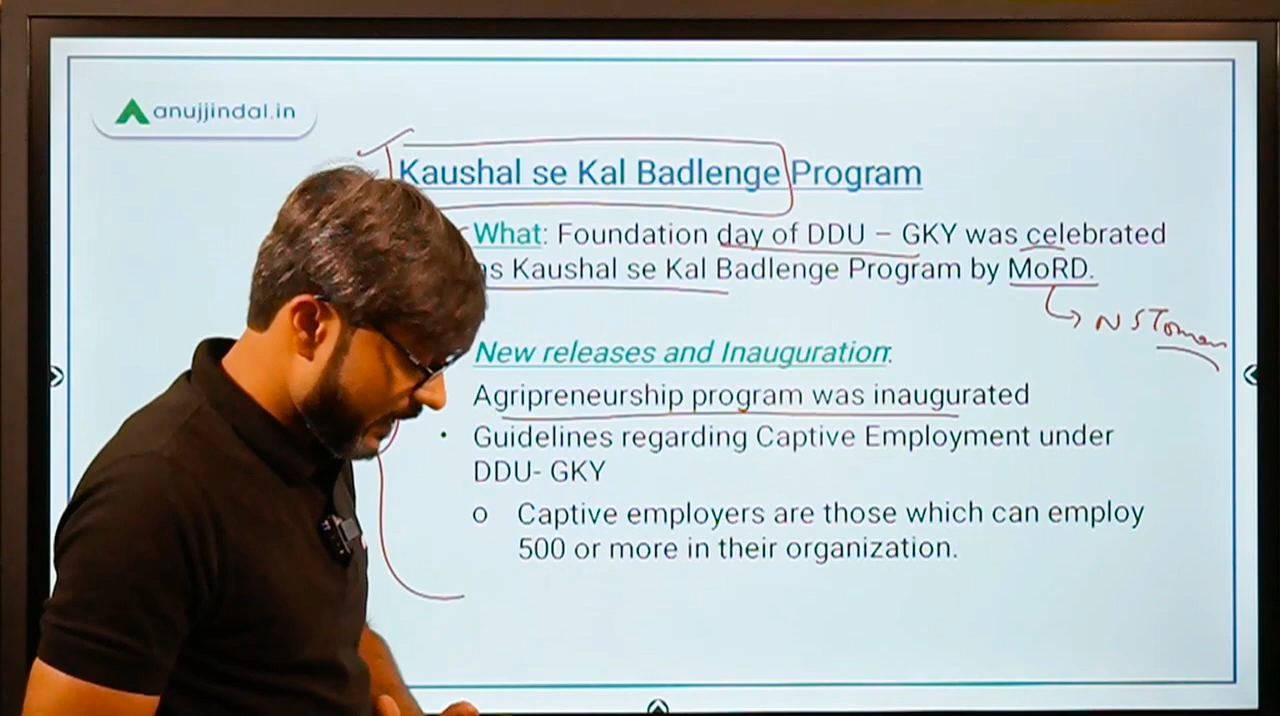 anujjindal.in
Kaushal se Kal Badlenge Program
What: Foundation day of DDU – GKY was celebrated
as Kaushal se Kal Badlenge Program by MoRD.
N S Tomar
New releases and Inauguration:
Agripreneurship program was inaugurated
• Guidelines regarding Captive Employment under
DDU- GKY
o Captive employers are those which can employ
500 or more in their organization.